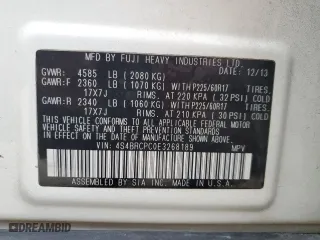 MFD. BY FUJI HEAVY INDUSTRIES LTD.
GVWR: 4585 LB (2080 KG) DATE: 12/13
GAWR:F 2360 LB (1070 KG) WITH P225/60R17
17X7J RIMS,AT 220 KPA (32 PSI) COLD
GAWR:R 2340 LB (1060 KG) WITH P225/60R17
17X7J RIMS,AT 210 KPA (30 PSI) COLD
THIS VEHICLE CONFORMS TO ALL APPLICABLE FEDERAL MOTOR VEHICLE SAFETY, BUMPER, AND THEFT PREVENTION STANDARDS IN EFFECT ON THE DATE OF MANUFACTURE SHOWN ABOVE.
VIN: 4S4BRCPC0E3268189 MPV
ASSEMBLED BY SIA INC. MADE IN U.S.A.